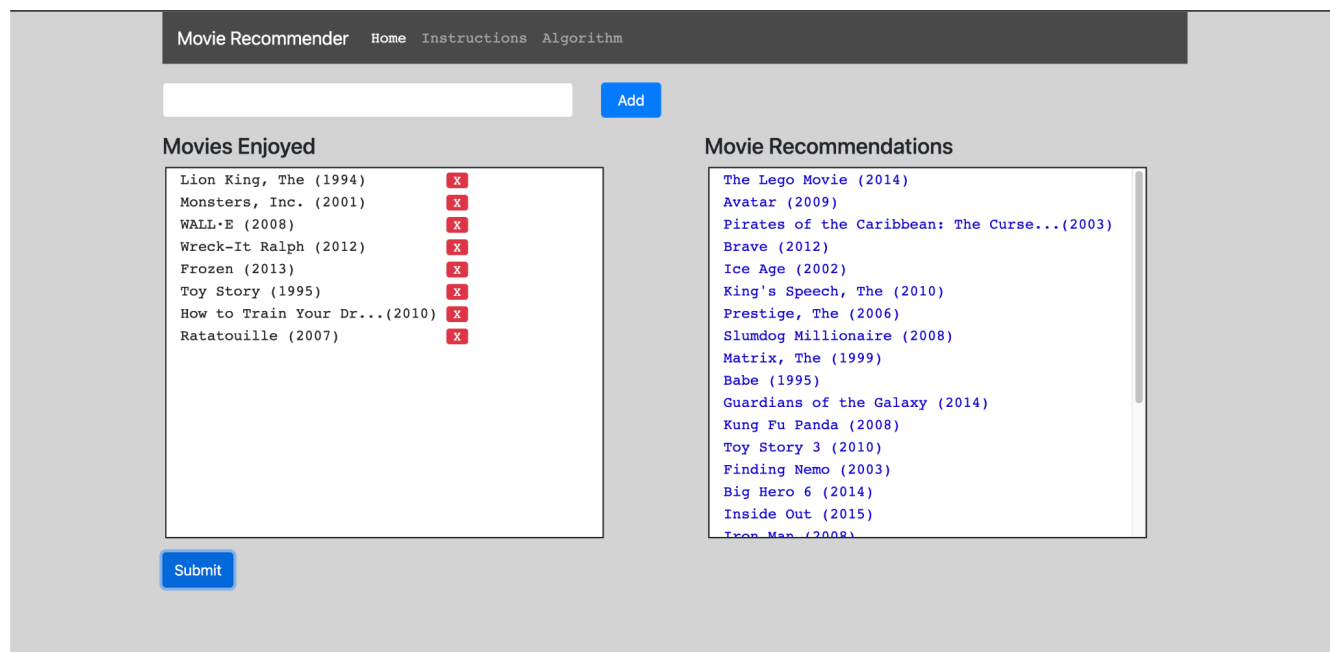 Movie Recommender Home Instructions Algorithm
Add
Movies Enjoyed
Lion King, The (1994) X
Monsters, Inc. (2001) X
WALL·E (2008) X
Wreck-It Ralph (2012) X
Frozen (2013) X
Toy Story (1995) X
How to Train Your Dr...(2010) X
Ratatouille (2007) X
Submit
Movie Recommendations
The Lego Movie (2014)
Avatar (2009)
Pirates of the Caribbean: The Curse...(2003)
Brave (2012)
Ice Age (2002)
King's Speech, The (2010)
Prestige, The (2006)
Slumdog Millionaire (2008)
Matrix, The (1999)
Babe (1995)
Guardians of the Galaxy (2014)
Kung Fu Panda (2008)
Toy Story 3 (2010)
Finding Nemo (2003)
Big Hero 6 (2014)
Inside Out (2015)
Iron Man (2008)